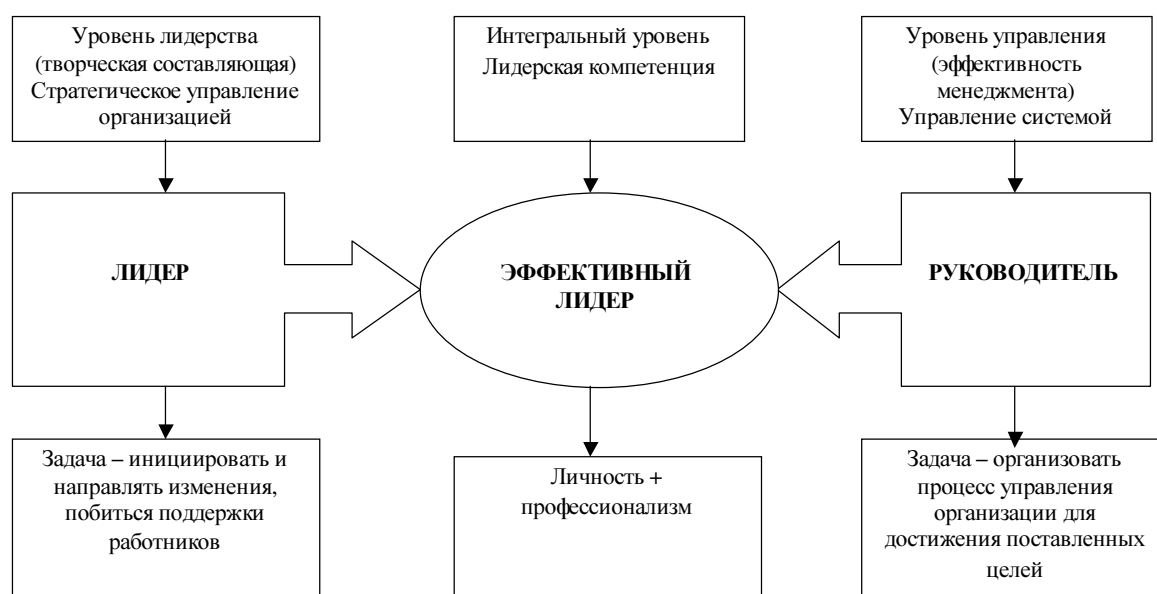 Уровень лидерства
(творческая составляющая)
Стратегическое управление
организацией
Интегральный уровень
Лидерская компетенция
Уровень управления
(эффективность
менеджмента)
Управление системой
ЛИДЕР
ЭФФЕКТИВНЫЙ
ЛИДЕР
РУКОВОДИТЕЛЬ
Задача – инициировать и
направлять изменения,
побиться поддержки
работников
Личность +
профессионализм
Задача – организовать
процесс управления
организации для
достижения поставленных
целей